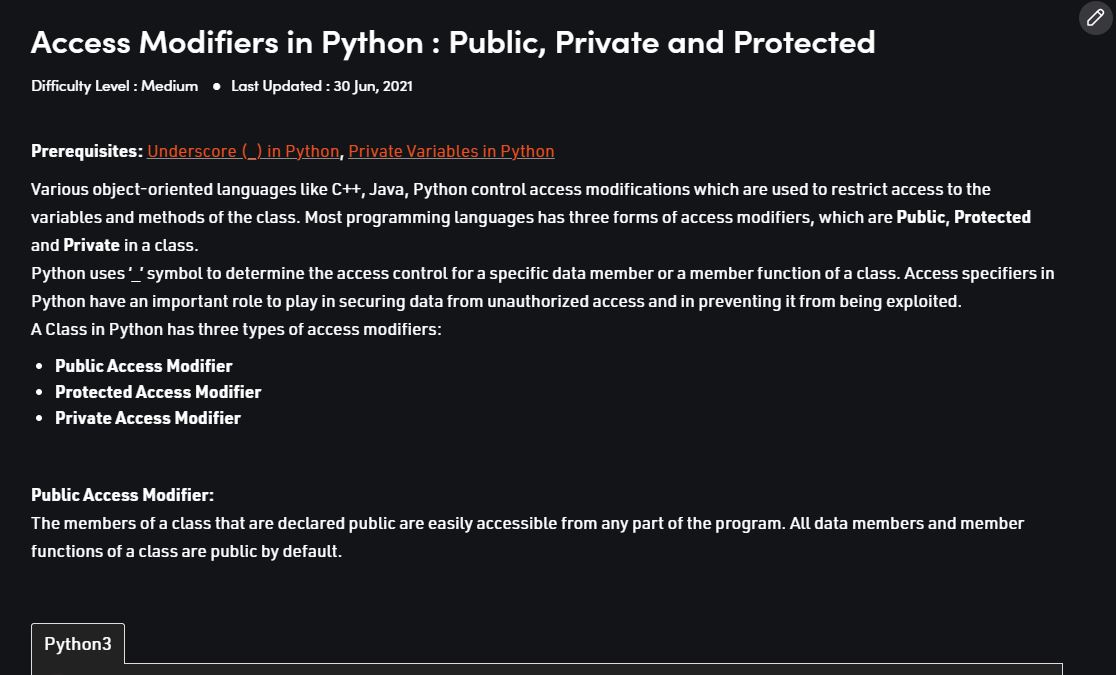 Access Modifiers in Python : Public, Private and Protected
Difficulty Level : Medium ● Last Updated : 30 Jun, 2021
Prerequisites: Underscore (_) in Python, Private Variables in Python
Various object-oriented languages like C++, Java, Python control access modifications which are used to restrict access to the
variables and methods of the class. Most programming languages has three forms of access modifiers, which are Public, Protected
and Private in a class.
Python uses ‘_’ symbol to determine the access control for a specific data member or a member function of a class. Access specifiers in
Python have an important role to play in securing data from unauthorized access and in preventing it from being exploited.
A Class in Python has three types of access modifiers:
• Public Access Modifier
• Protected Access Modifier
• Private Access Modifier
Public Access Modifier:
The members of a class that are declared public are easily accessible from any part of the program. All data members and member
functions of a class are public by default.
Python3